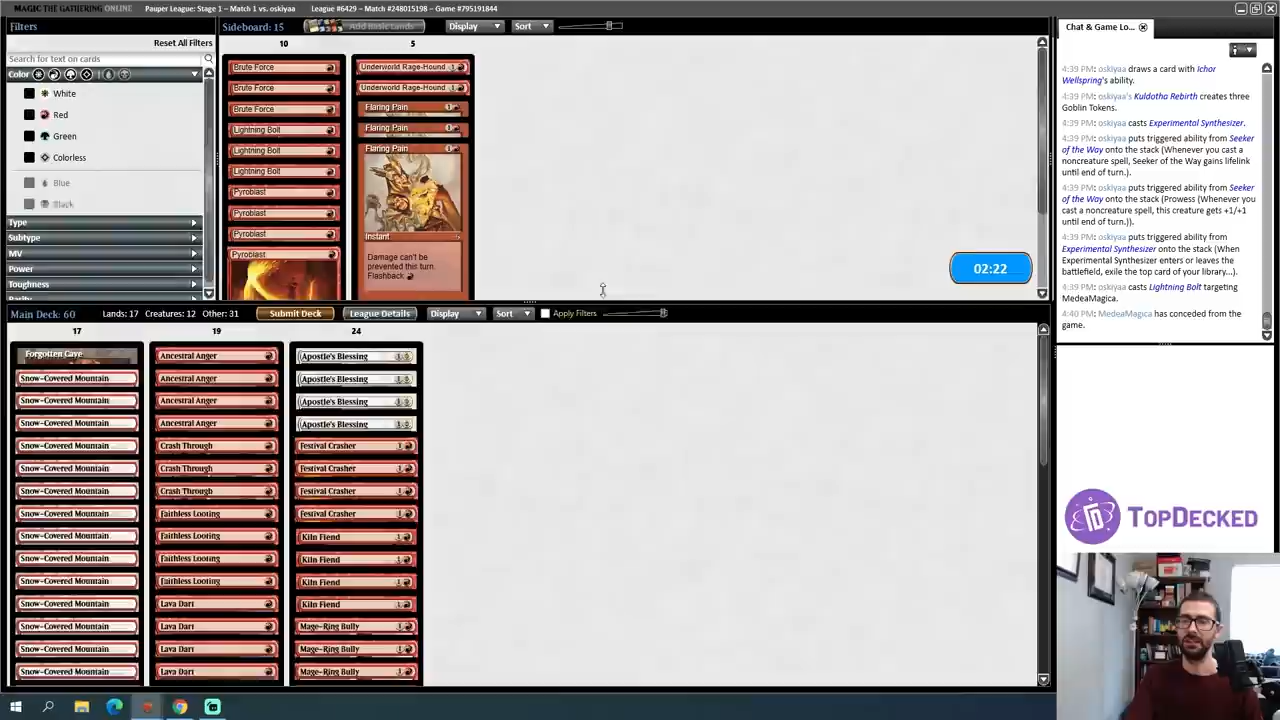 MAGIC THE GATHERING ONLINE Pauper League: Stage 1 - Match 1 vs. oskiyaa League #6429 - Match #248015198 - Game #795191844
Filters
Reset All Filters
Search for text on cards
Color
White
Red
Green
Colorless
Blue
Black
Type
Subtype
MV
Power
Toughness
Rarity
Sideboard: 15
Add Basic Lands
Display
Sort
10
5
Brute Force
Brute Force
Brute Force
Lightning Bolt
Lightning Bolt
Lightning Bolt
Pyroblast
Pyroblast
Pyroblast
Pyroblast
Underworld Rage-Hound
Underworld Rage-Hound
Flaring Pain
Flaring Pain
Flaring Pain
Instant
Damage can't be
prevented this turn.
Flashback
02:22
Main Deck: 60
Lands: 17 Creatures: 12 Other: 31
Submit Deck
League Details
Display
Sort
Apply Filters
17
19
24
Forgotten Cave
Snow-Covered Mountain
Snow-Covered Mountain
Snow-Covered Mountain
Snow-Covered Mountain
Snow-Covered Mountain
Snow-Covered Mountain
Snow-Covered Mountain
Snow-Covered Mountain
Snow-Covered Mountain
Snow-Covered Mountain
Snow-Covered Mountain
Snow-Covered Mountain
Snow-Covered Mountain
Snow-Covered Mountain
Ancestral Anger
Ancestral Anger
Ancestral Anger
Ancestral Anger
Crash Through
Crash Through
Crash Through
Faithless Looting
Faithless Looting
Faithless Looting
Faithless Looting
Lava Dart
Lava Dart
Lava Dart
Lava Dart
Apostle's Blessing
Apostle's Blessing
Apostle's Blessing
Apostle's Blessing
Festival Crasher
Festival Crasher
Festival Crasher
Festival Crasher
Kiln Fiend
Kiln Fiend
Kiln Fiend
Kiln Fiend
Mage-Ring Bully
Mage-Ring Bully
Mage-Ring Bully
Chat & Game Lo...
4:39 PM: oskiyaa draws a card with Ichor
Wellspring's ability.
4:39 PM: oskiyaa's Kuldotha Rebirth creates three
Goblin Tokens.
4:39 PM: oskiyaa casts Experimental Synthesizer.
4:39 PM: oskiyaa puts triggered ability from Seeker
of the Way onto the stack (Whenever you cast a
noncreature spell, Seeker of the Way gains lifelink
until end of turn.).
4:39 PM: oskiyaa puts triggered ability from Seeker
of the Way onto the stack (Prowess (Whenever you
cast a noncreature spell, this creature gets +1/+1
until end of turn.)).
4:39 PM: oskiyaa puts triggered ability from
Experimental Synthesizer onto the stack (When
Experimental Synthesizer enters or leaves the
battlefield, exile the top card of your library...).
4:39 PM: oskiyaa casts Lightning Bolt targeting
MedeaMagica.
4:40 PM: MedeaMagica has conceded from the
game.
TOPDECKED